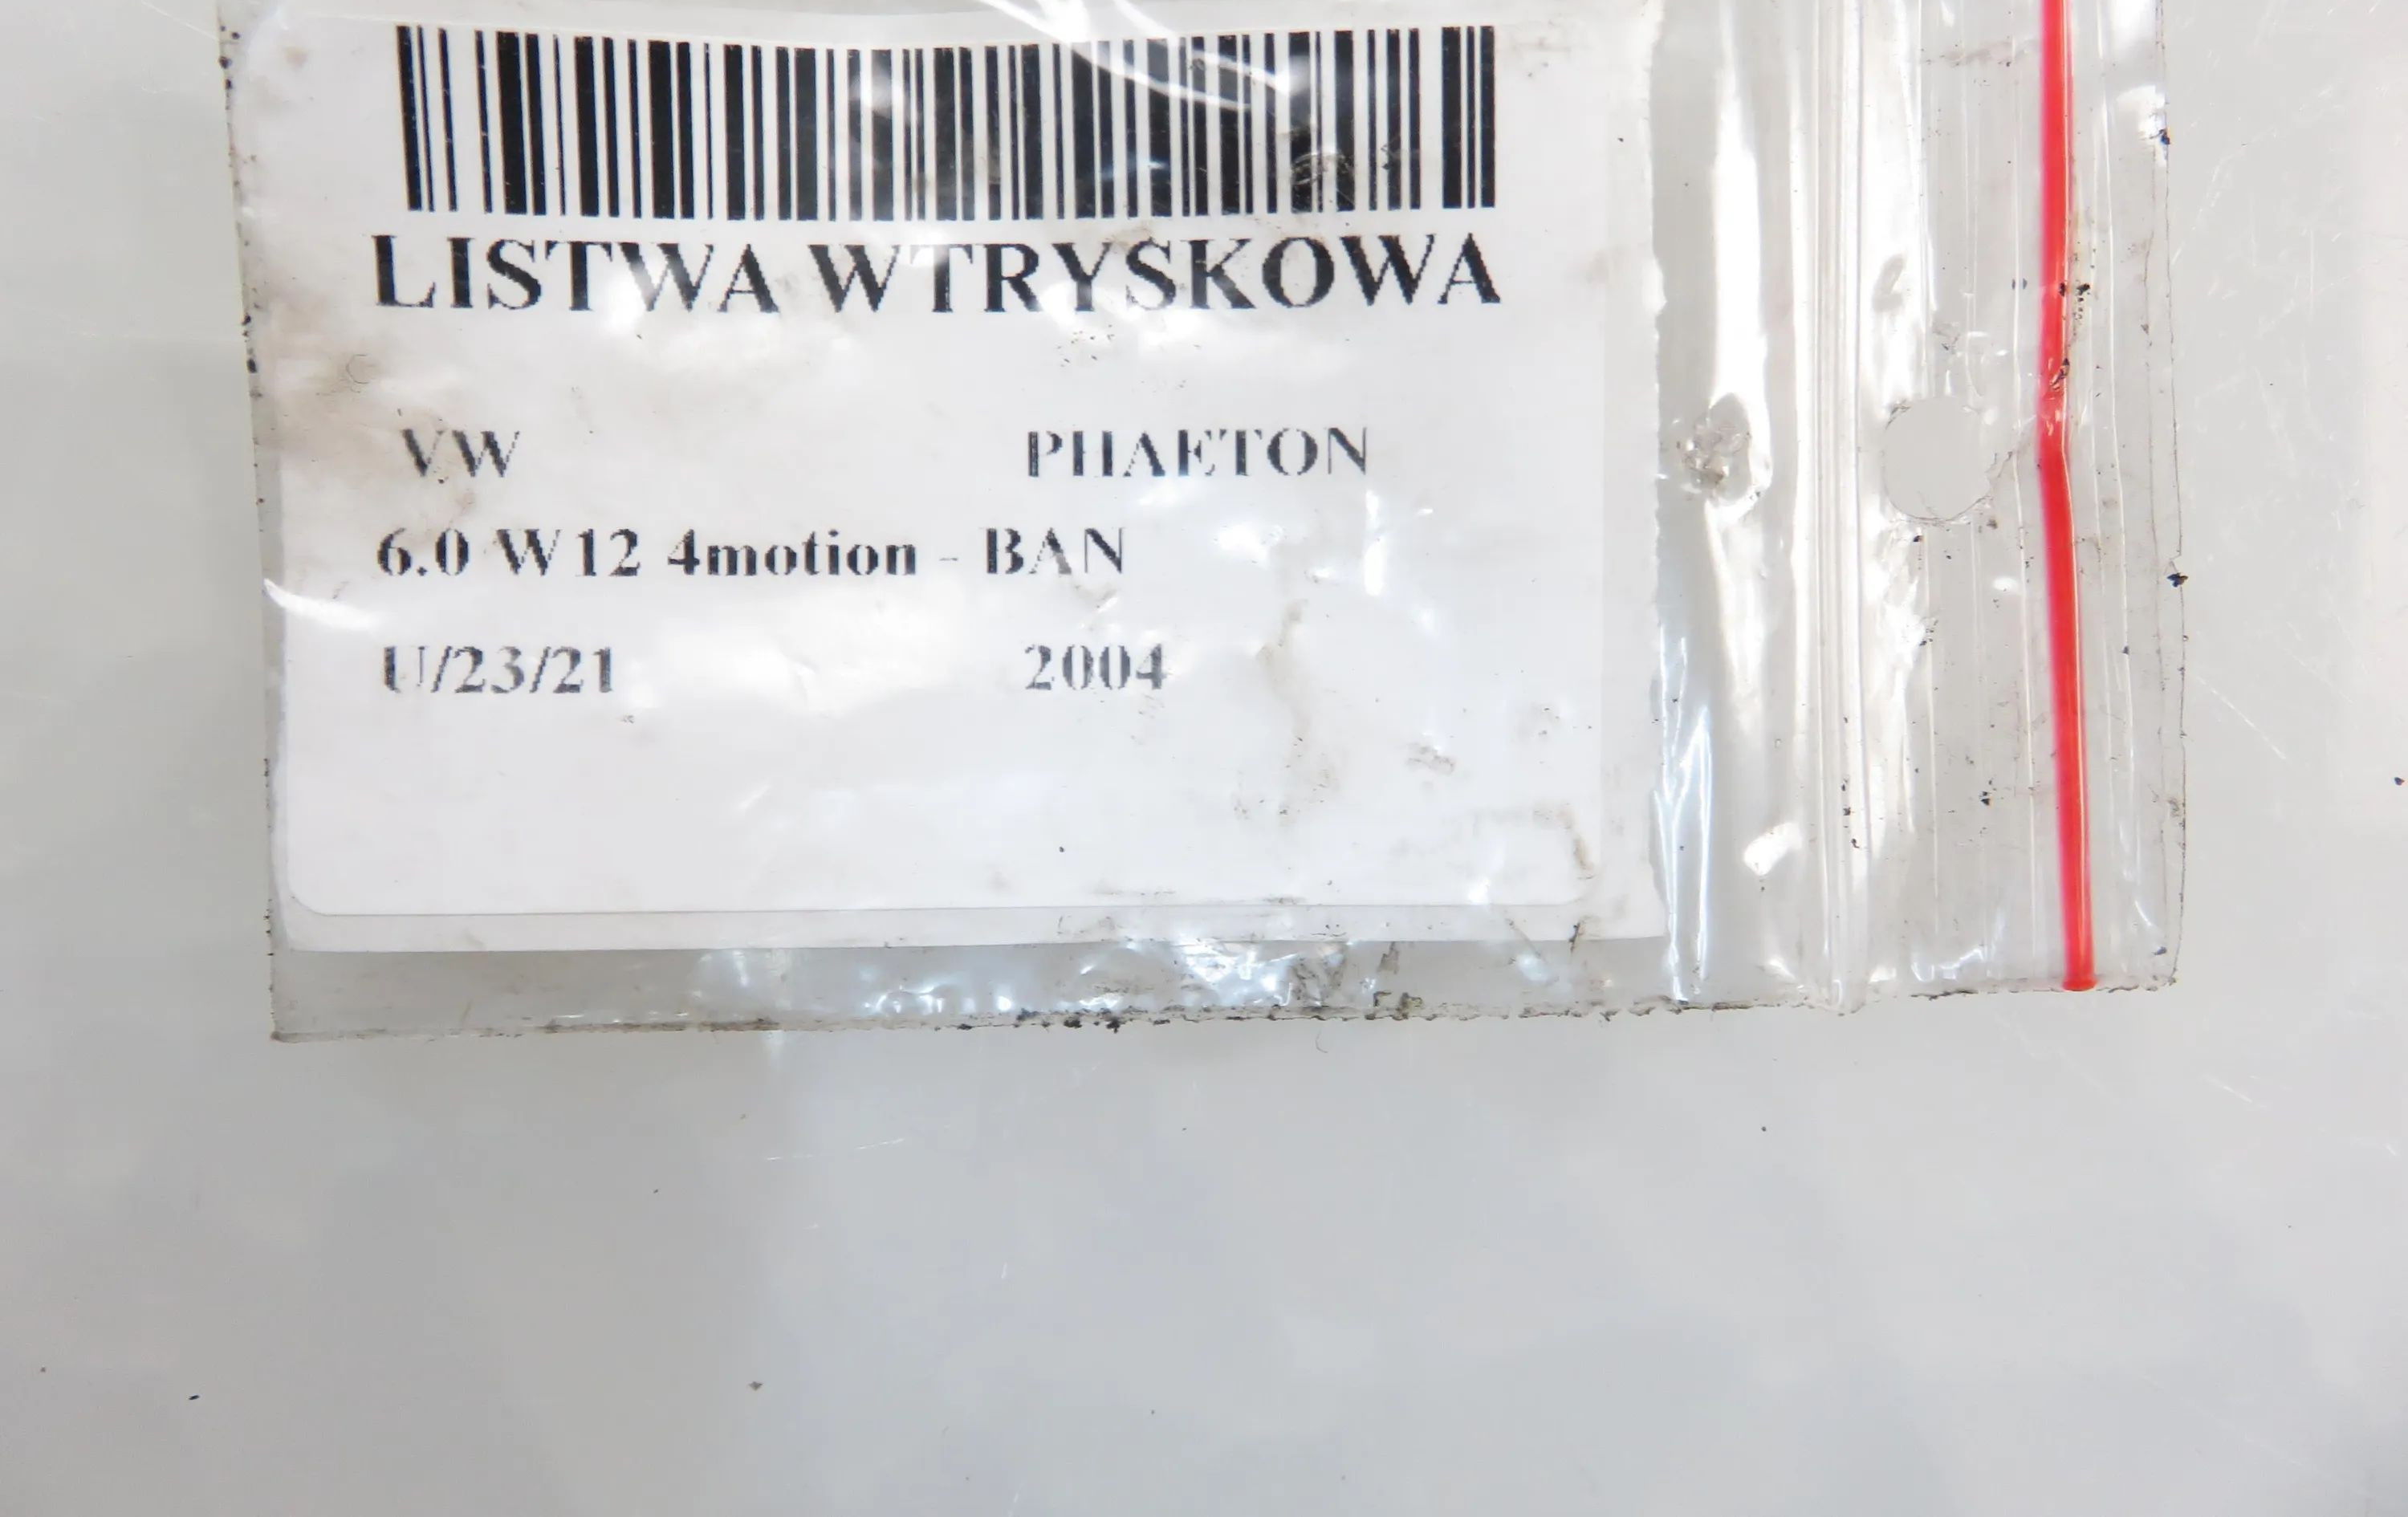 LISTWA WTRYSKOWA
VW PHAETON
6.0 W12 4motion - BAN
U/23/21 2004